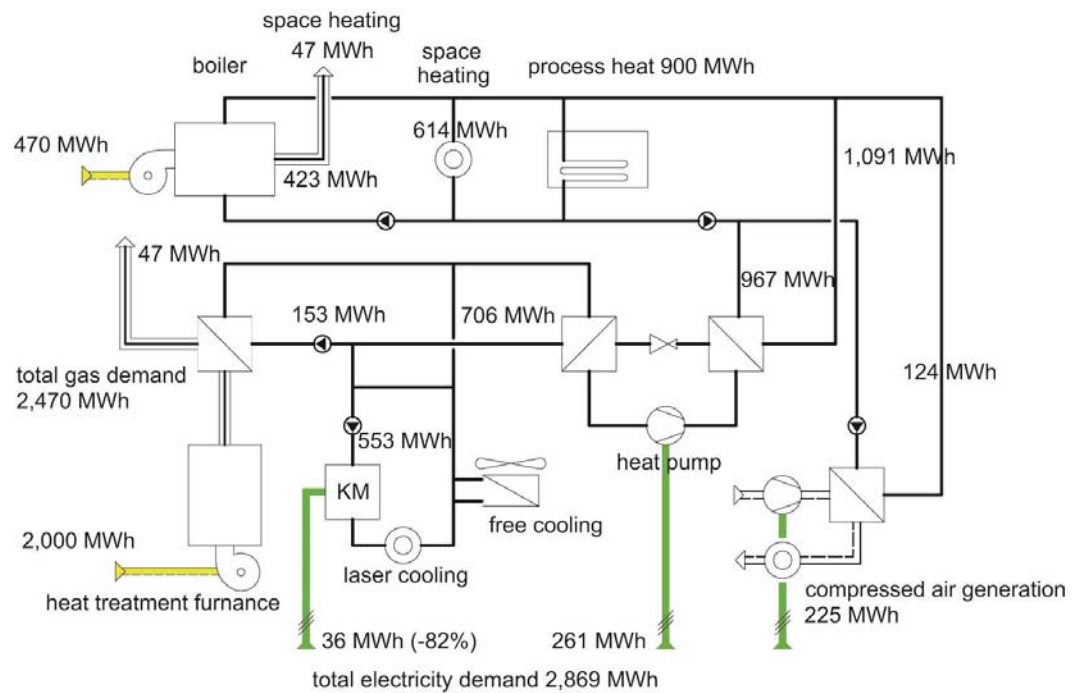 space heating
47 MWh
boiler
space
heating
process heat 900 MWh
470 MWh
614 MWh
1,091 MWh
423 MWh
47 MWh
967 MWh
153 MWh
706 MWh
total gas demand
2,470 MWh
124 MWh
553 MWh
heat pump
KM
free cooling
2,000 MWh
laser cooling
heat treatment furnance
compressed air generation
225 MWh
36 MWh (-82%)
261 MWh
total electricity demand 2,869 MWh